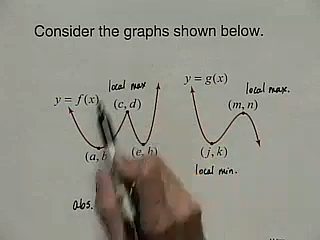 Consider the graphs shown below.
local max
y = f(x)
(c, d)
(a, b
(e, h)
abs.
y = g(x)
local max.
(m, n)
(j, k)
local min.